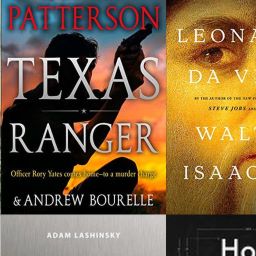 PATTERSON
TEXAS
RANGER
Officer Rory Yates comes home—to a murder charge
& ANDREW BOURELLE
LEONA
DA V
BY THE AUTHOR OF THE NEW
STEVE JOBS AND
WALT
ISAAC
ADAM LASHINSKY
Ho